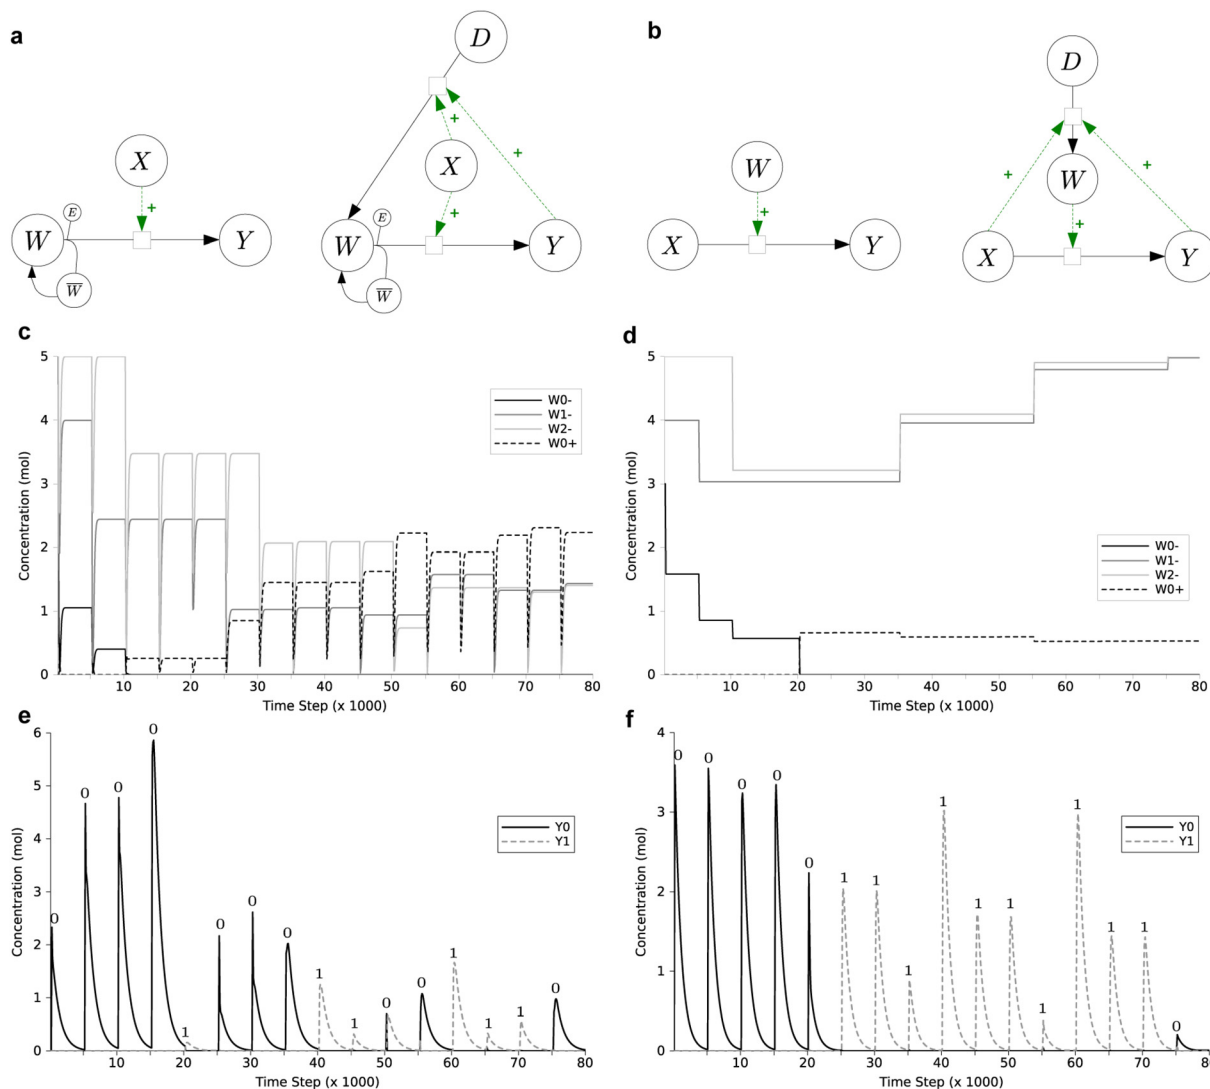 a
b
D
+
X
+
W
E
W̅
Y
X
+
W
E
W̅
Y
D
+
+
W
+
X
Y
W
+
X
Y
c
d
5
4
3
2
1
0
Concentration (mol)
W0-
W1-
W2-
W0+
10 20 30 40 50 60 70 80
Time Step (x 1000)
5
4
3
2
1
0
Concentration (mol)
W0-
W1-
W2-
W0+
10 20 30 40 50 60 70 80
Time Step (x 1000)
e
f
6
5
4
3
2
1
0
Concentration (mol)
0 0 0 0 1 0 0 0 1 1 0 0 1 1 1 0
Y0
Y1
10 20 30 40 50 60 70 80
Time Step (x 1000)
4
3
2
1
0
Concentration (mol)
0 0 0 0 0 1 1 1 1 1 1 1 1 1 1 0
Y0
Y1
10 20 30 40 50 60 70 80
Time Step (x 1000)